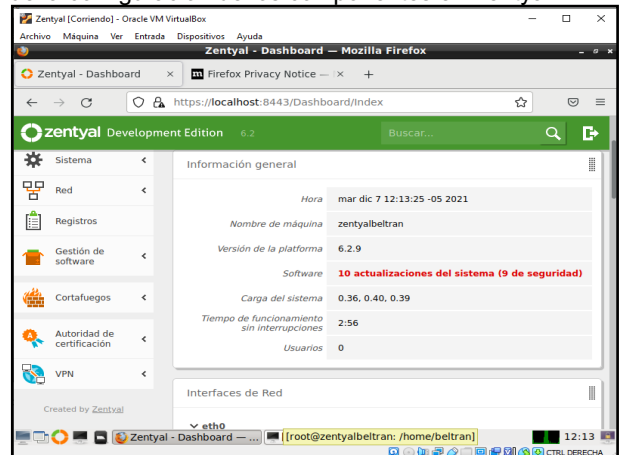 Zentyal [Corriendo] - Oracle VM VirtualBox
Archivo Máquina Ver Entrada Dispositivos Ayuda
Zentyal - Dashboard — Mozilla Firefox
Zentyal - Dashboard × Firefox Privacy Notice — × +
https://localhost:8443/Dashboard/Index
zentyal Development Edition 6.2 Buscar...
Sistema
Red
Registros
Gestión de
software
Cortafuegos
Autoridad de
certificación
VPN
Created by Zentyal
Información general
Hora mar dic 7 12:13:25 -05 2021
Nombre de máquina zentyalbeltran
Versión de la plataforma 6.2.9
Software 10 actualizaciones del sistema (9 de seguridad)
Carga del sistema 0.36, 0.40, 0.39
Tiempo de funcionamiento
sin interrupciones 2:56
Usuarios 0
Interfaces de Red
eth0
Zentyal - Dashboard — ... [root@zentyalbeltran: /home/beltran] 12:13
CTRL DERECHA